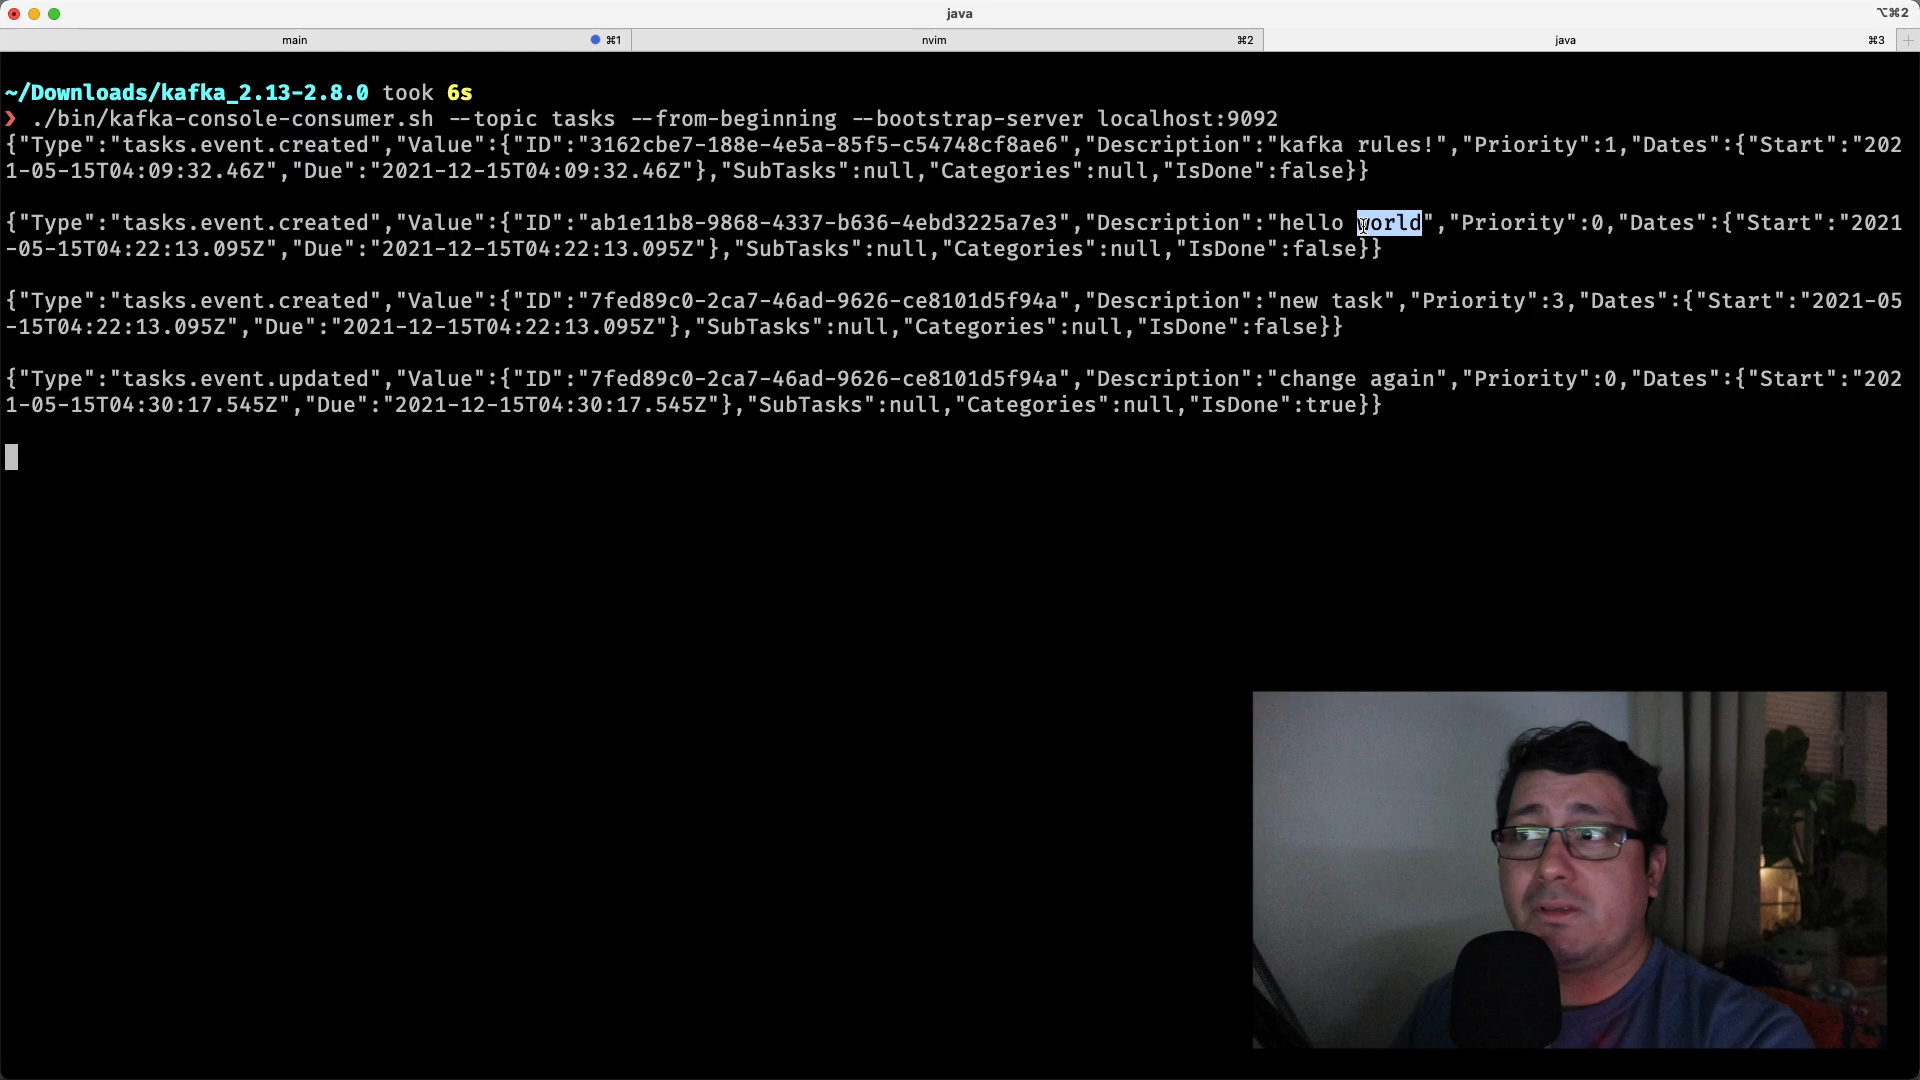 java
⌥⌘2
main ⌘1 nvim ⌘2 java ⌘3
~/Downloads/kafka_2.13-2.8.0 took 6s
❯ ./bin/kafka-console-consumer.sh --topic tasks --from-beginning --bootstrap-server localhost:9092
{"Type":"tasks.event.created","Value":{"ID":"3162cbe7-188e-4e5a-85f5-c54748cf8ae6","Description":"kafka rules!","Priority":1,"Dates":{"Start":"202
1-05-15T04:09:32.46Z","Due":"2021-12-15T04:09:32.46Z"},"SubTasks":null,"Categories":null,"IsDone":false}}
{"Type":"tasks.event.created","Value":{"ID":"ab1e11b8-9868-4337-b636-4ebd3225a7e3","Description":"hello world","Priority":0,"Dates":{"Start":"2021
-05-15T04:22:13.095Z","Due":"2021-12-15T04:22:13.095Z"},"SubTasks":null,"Categories":null,"IsDone":false}}
{"Type":"tasks.event.created","Value":{"ID":"7fed89c0-2ca7-46ad-9626-ce8101d5f94a","Description":"new task","Priority":3,"Dates":{"Start":"2021-05
-15T04:22:13.095Z","Due":"2021-12-15T04:22:13.095Z"},"SubTasks":null,"Categories":null,"IsDone":false}}
{"Type":"tasks.event.updated","Value":{"ID":"7fed89c0-2ca7-46ad-9626-ce8101d5f94a","Description":"change again","Priority":0,"Dates":{"Start":"202
1-05-15T04:30:17.545Z","Due":"2021-12-15T04:30:17.545Z"},"SubTasks":null,"Categories":null,"IsDone":true}}